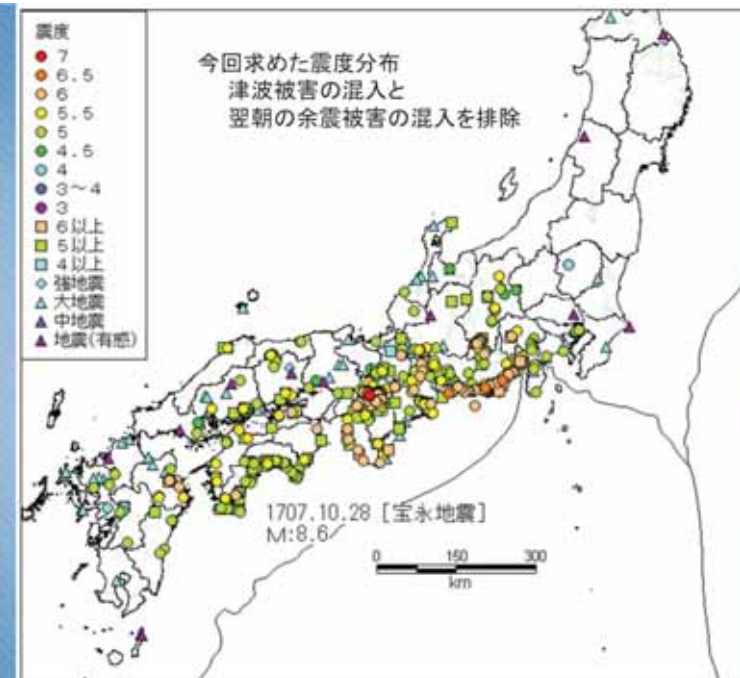 震度
7
6.5
6
5.5
5
4.5
4
3～4
3
6以上
5以上
4以上
強地震
大地震
中地震
地震(有感)
今回求めた震度分布
津波被害の混入と
翌朝の余震被害の混入を排除
1707.10.28 [宝永地震]
M:8.6
0 150 300
km